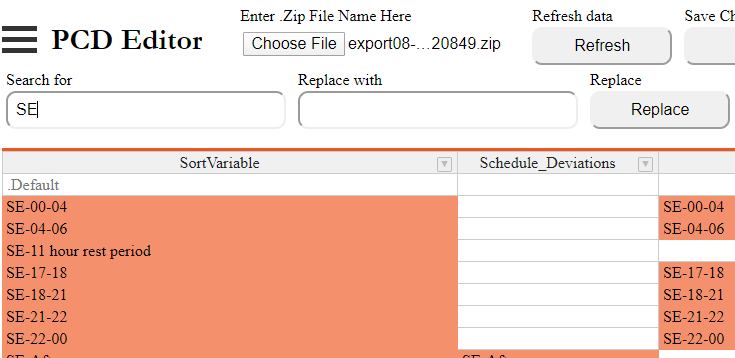 Enter .Zip File Name Here Refresh data Save Ch
PCD Editor Choose File export08-…20849.zip Refresh
Search for Replace with Replace
SE Replace
SortVariable Schedule_Deviations
.Default
SE-00-04 SE-00-04
SE-04-06 SE-04-06
SE-11 hour rest period
SE-17-18 SE-17-18
SE-18-21 SE-18-21
SE-21-22 SE-21-22
SE-22-00 SE-22-00